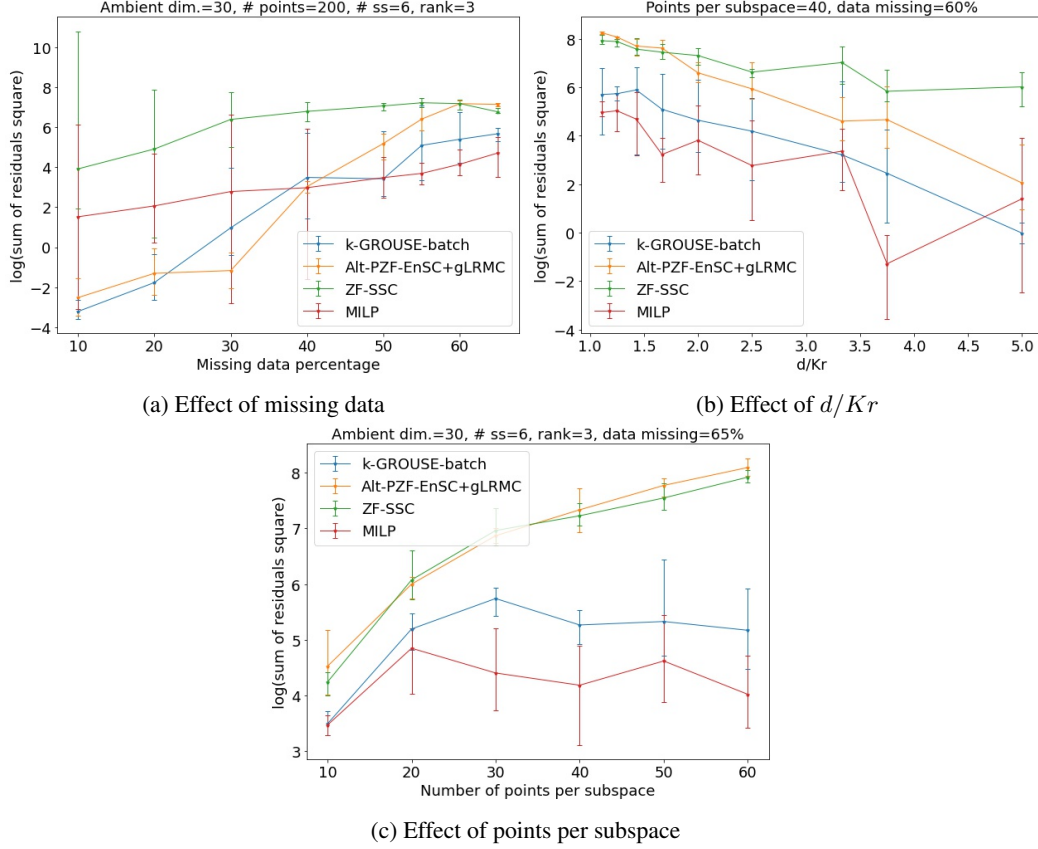 Ambient dim.=30, # points=200, # ss=6, rank=3
log(sum of residuals square)
10
8
6
4
2
0
−2
−4
k-GROUSE-batch
Alt-PZF-EnSC+gLRMC
ZF-SSC
MILP
10 20 30 40 50 60
Missing data percentage
(a) Effect of missing data
Points per subspace=40, data missing=60%
log(sum of residuals square)
8
6
4
2
0
−2
−4
k-GROUSE-batch
Alt-PZF-EnSC+gLRMC
ZF-SSC
MILP
1.0 1.5 2.0 2.5 3.0 3.5 4.0 4.5 5.0
d/Kr
(b) Effect of d/Kr
Ambient dim.=30, # ss=6, rank=3, data missing=65%
log(sum of residuals square)
8
7
6
5
4
3
k-GROUSE-batch
Alt-PZF-EnSC+gLRMC
ZF-SSC
MILP
10 20 30 40 50 60
Number of points per subspace
(c) Effect of points per subspace